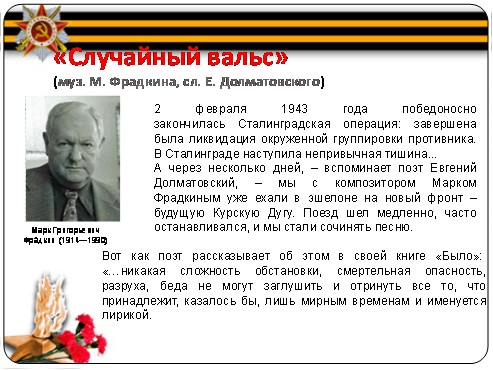 «Случайный вальс»
(муз. М. Фрадкина, сл. Е. Долматовского)
2 февраля 1943 года победоносно
закончилась Сталинградская операция: завершена
была ликвидация окруженной группировки противника.
В Сталинграде наступила непривычная тишина...
А через несколько дней, – вспоминает поэт Евгений
Долматовский, – мы с композитором Марком
Фрадкиным уже ехали в эшелоне на новый фронт –
будущую Курскую Дугу. Поезд шел медленно, часто
останавливался, и мы стали сочинять песню.
Марк Григорьевич
Фрадкин (1914—1990)
Вот как поэт рассказывает об этом в своей книге «Было»:
«…никакая сложность обстановки, смертельная опасность,
разруха, беда не могут заглушить и отринуть все то, что
принадлежит, казалось бы, лишь мирным временам и именуется
лирикой.